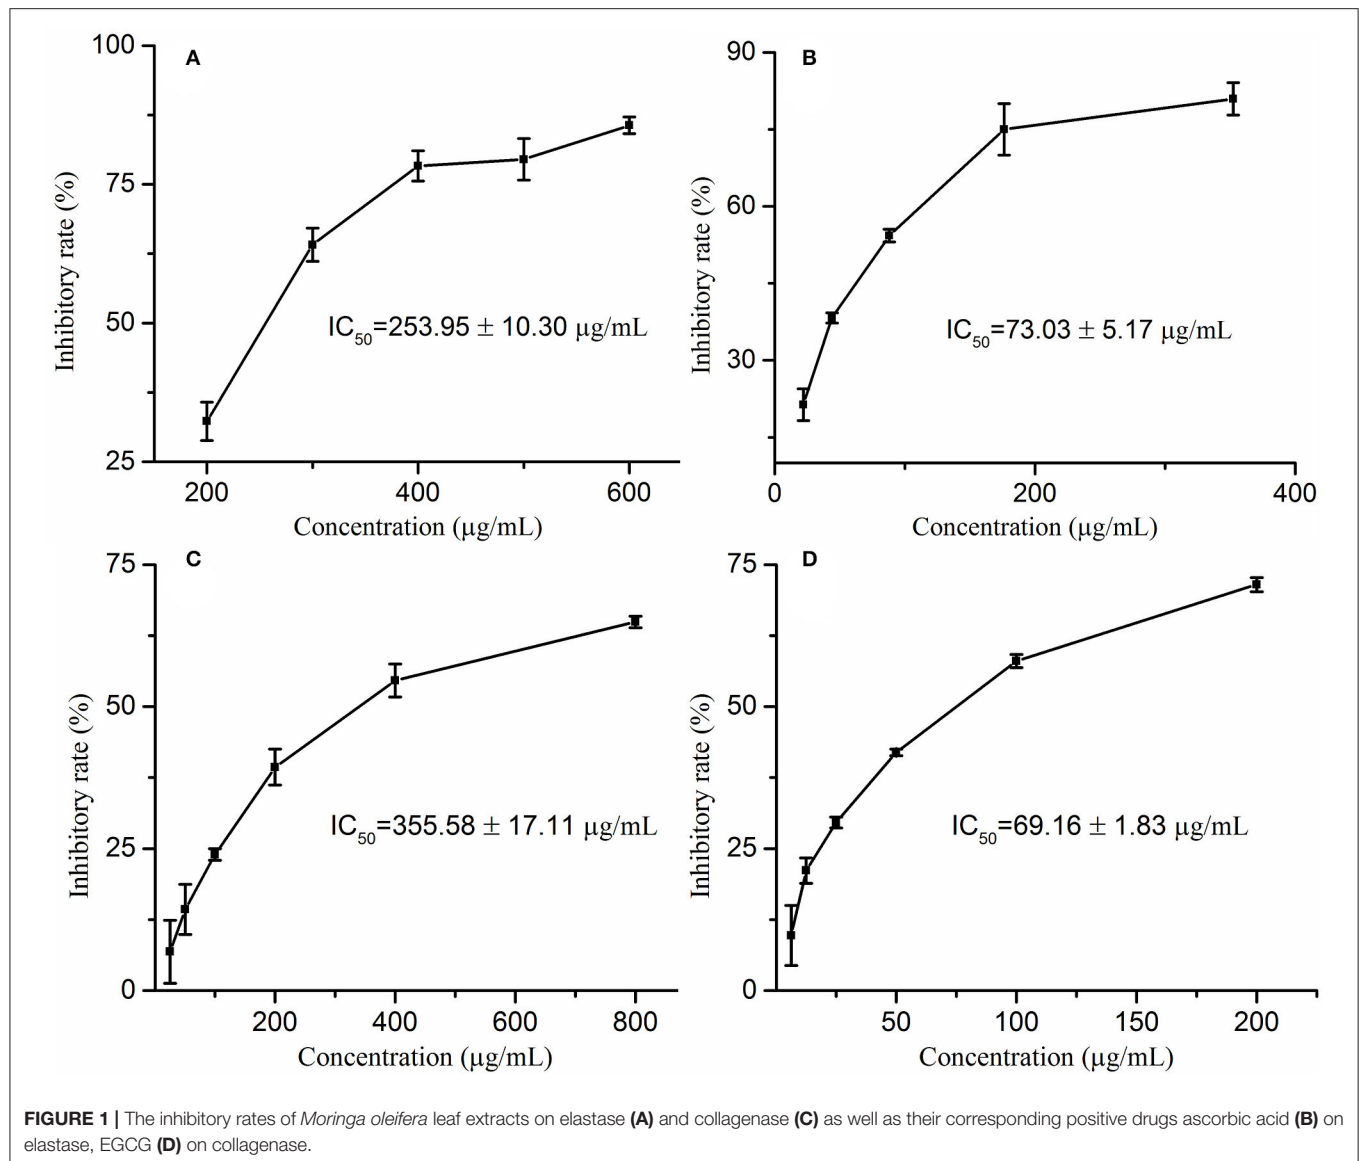 A
100
75
50
25
Inhibitory rate (%)
IC50=253.95 ± 10.30 μg/mL
200 400 600
Concentration (μg/mL)
B
90
60
30
Inhibitory rate (%)
IC50=73.03 ± 5.17 μg/mL
0 200 400
Concentration (μg/mL)
C
75
50
25
0
Inhibitory rate (%)
IC50=355.58 ± 17.11 μg/mL
200 400 600 800
Concentration (μg/mL)
D
75
50
25
0
Inhibitory rate (%)
IC50=69.16 ± 1.83 μg/mL
50 100 150 200
Concentration (μg/mL)
FIGURE 1 | The inhibitory rates of Moringa oleifera leaf extracts on elastase (A) and collagenase (C) as well as their corresponding positive drugs ascorbic acid (B) on
elastase, EGCG (D) on collagenase.